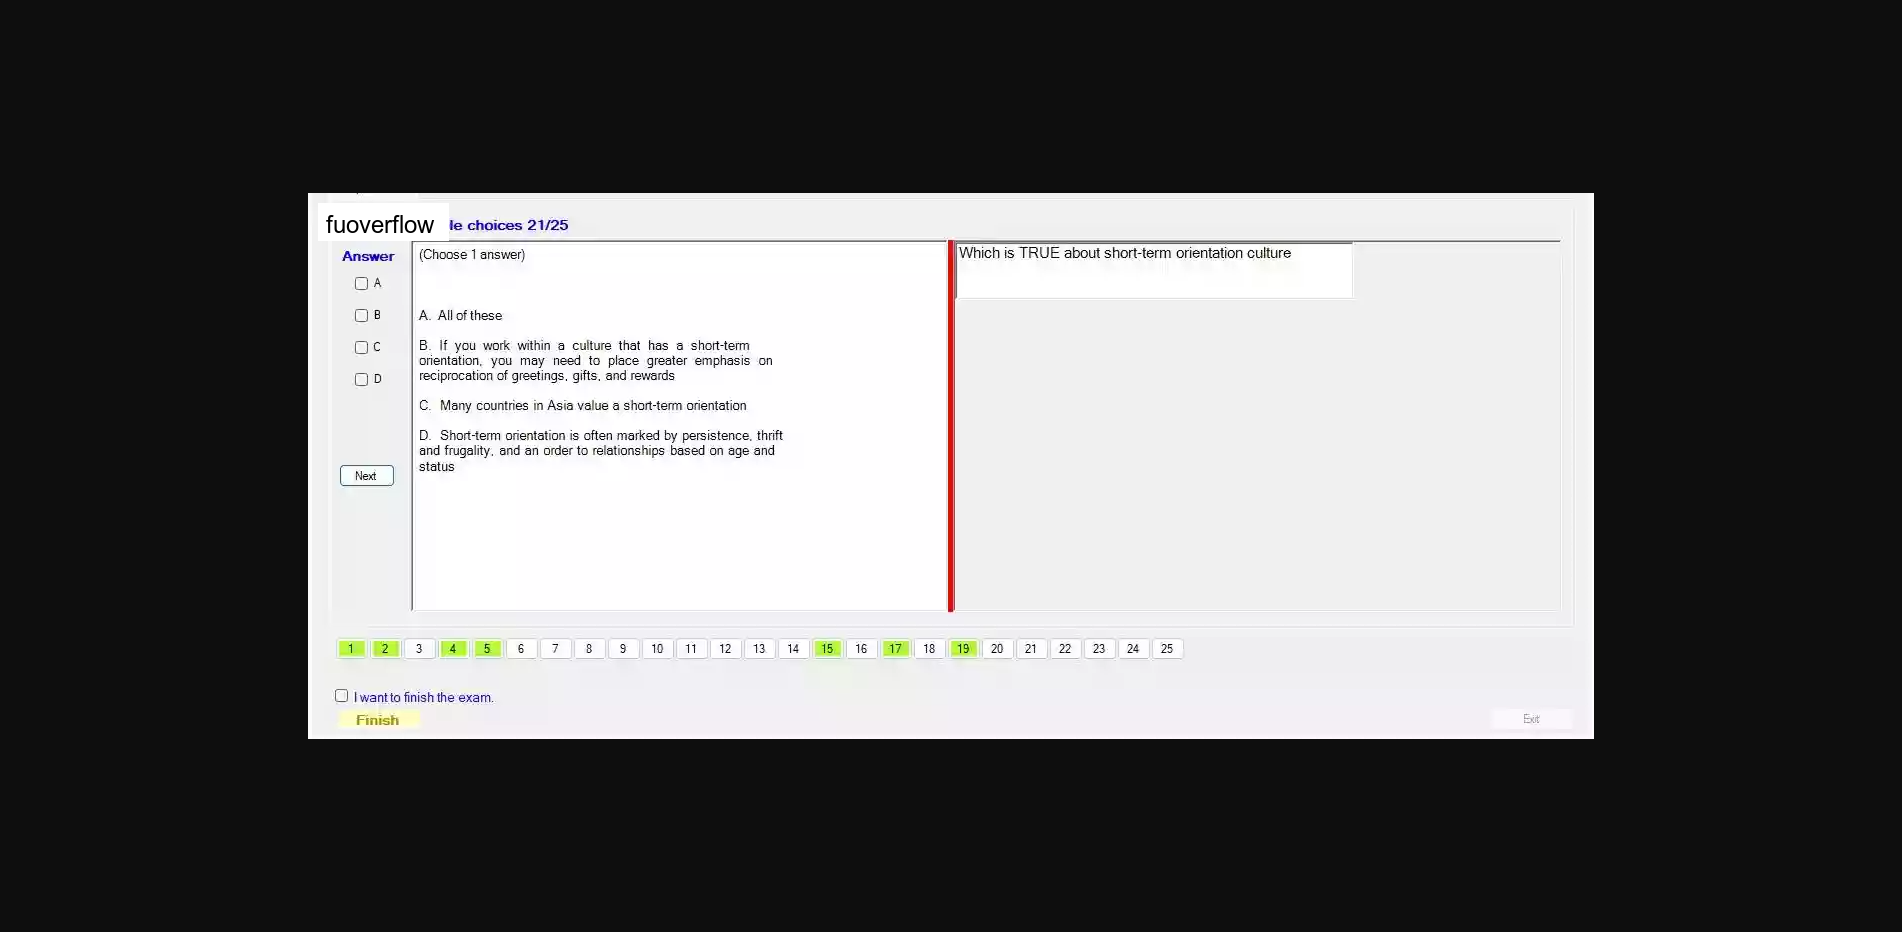 fuoverflow
le choices 21/25
Answer
(Choose 1 answer)
Which is TRUE about short-term orientation culture
A
B
C
D
A. All of these
B. If you work within a culture that has a short-term
orientation, you may need to place greater emphasis on
reciprocation of greetings, gifts, and rewards
C. Many countries in Asia value a short-term orientation
D. Short-term orientation is often marked by persistence, thrift
and frugality, and an order to relationships based on age and
status
Next
1 2 3 4 5 6 7 8 9 10 11 12 13 14 15 16 17 18 19 20 21 22 23 24 25
I want to finish the exam.
Finish
Exit